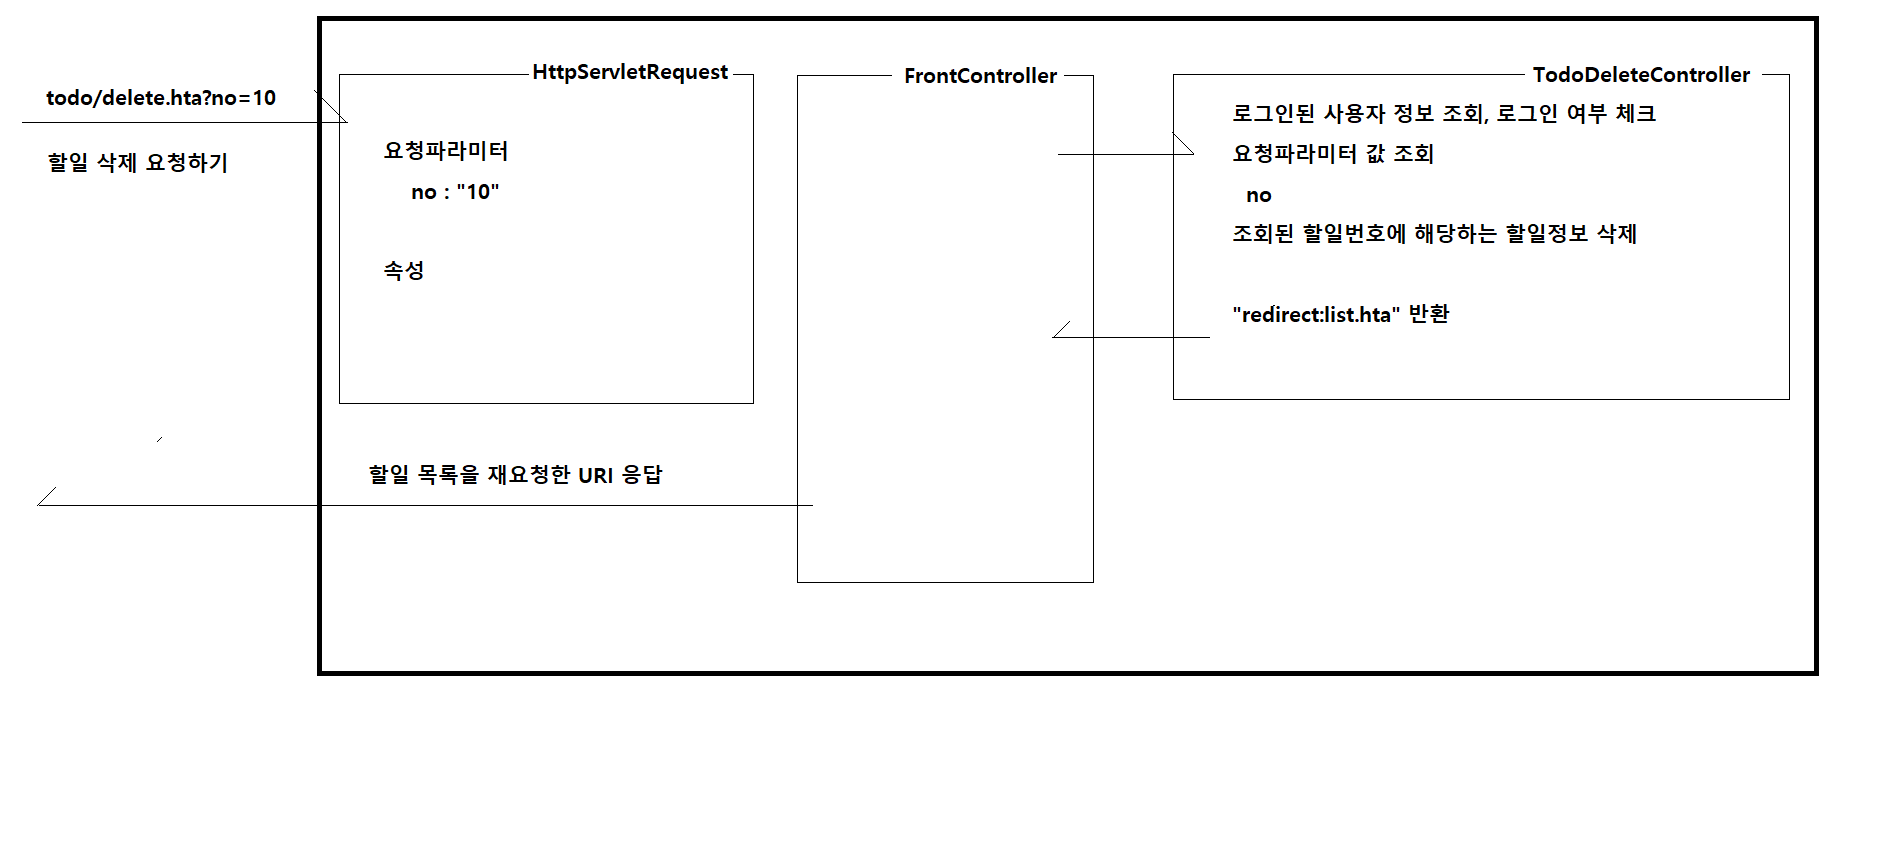 todo/delete.hta?no=10
할일 삭제 요청하기
HttpServletRequest
요청파라미터
no : "10"
속성
할일 목록을 재요청한 URI 응답
FrontController
TodoDeleteController
로그인된 사용자 정보 조회, 로그인 여부 체크
요청파라미터 값 조회
no
조회된 할일번호에 해당하는 할일정보 삭제
"redirect:list.hta" 반환